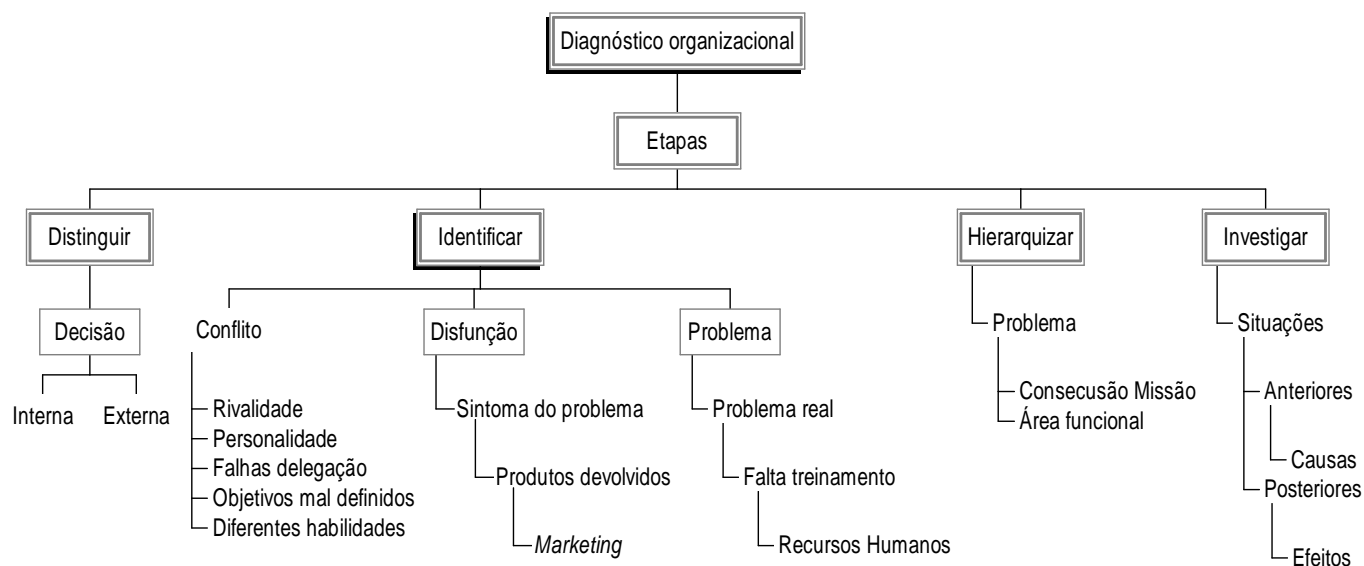 Diagnóstico organizacional
Etapas
Distinguir
Identificar
Hierarquizar
Investigar
Decisão
Interna
Externa
Conflito
Rivalidade
Personalidade
Falhas delegação
Objetivos mal definidos
Diferentes habilidades
Disfunção
Sintoma do problema
Produtos devolvidos
Marketing
Problema
Problema real
Falta treinamento
Recursos Humanos
Problema
Consecusão Missão
Área funcional
Situações
Anteriores
Causas
Posteriores
Efeitos